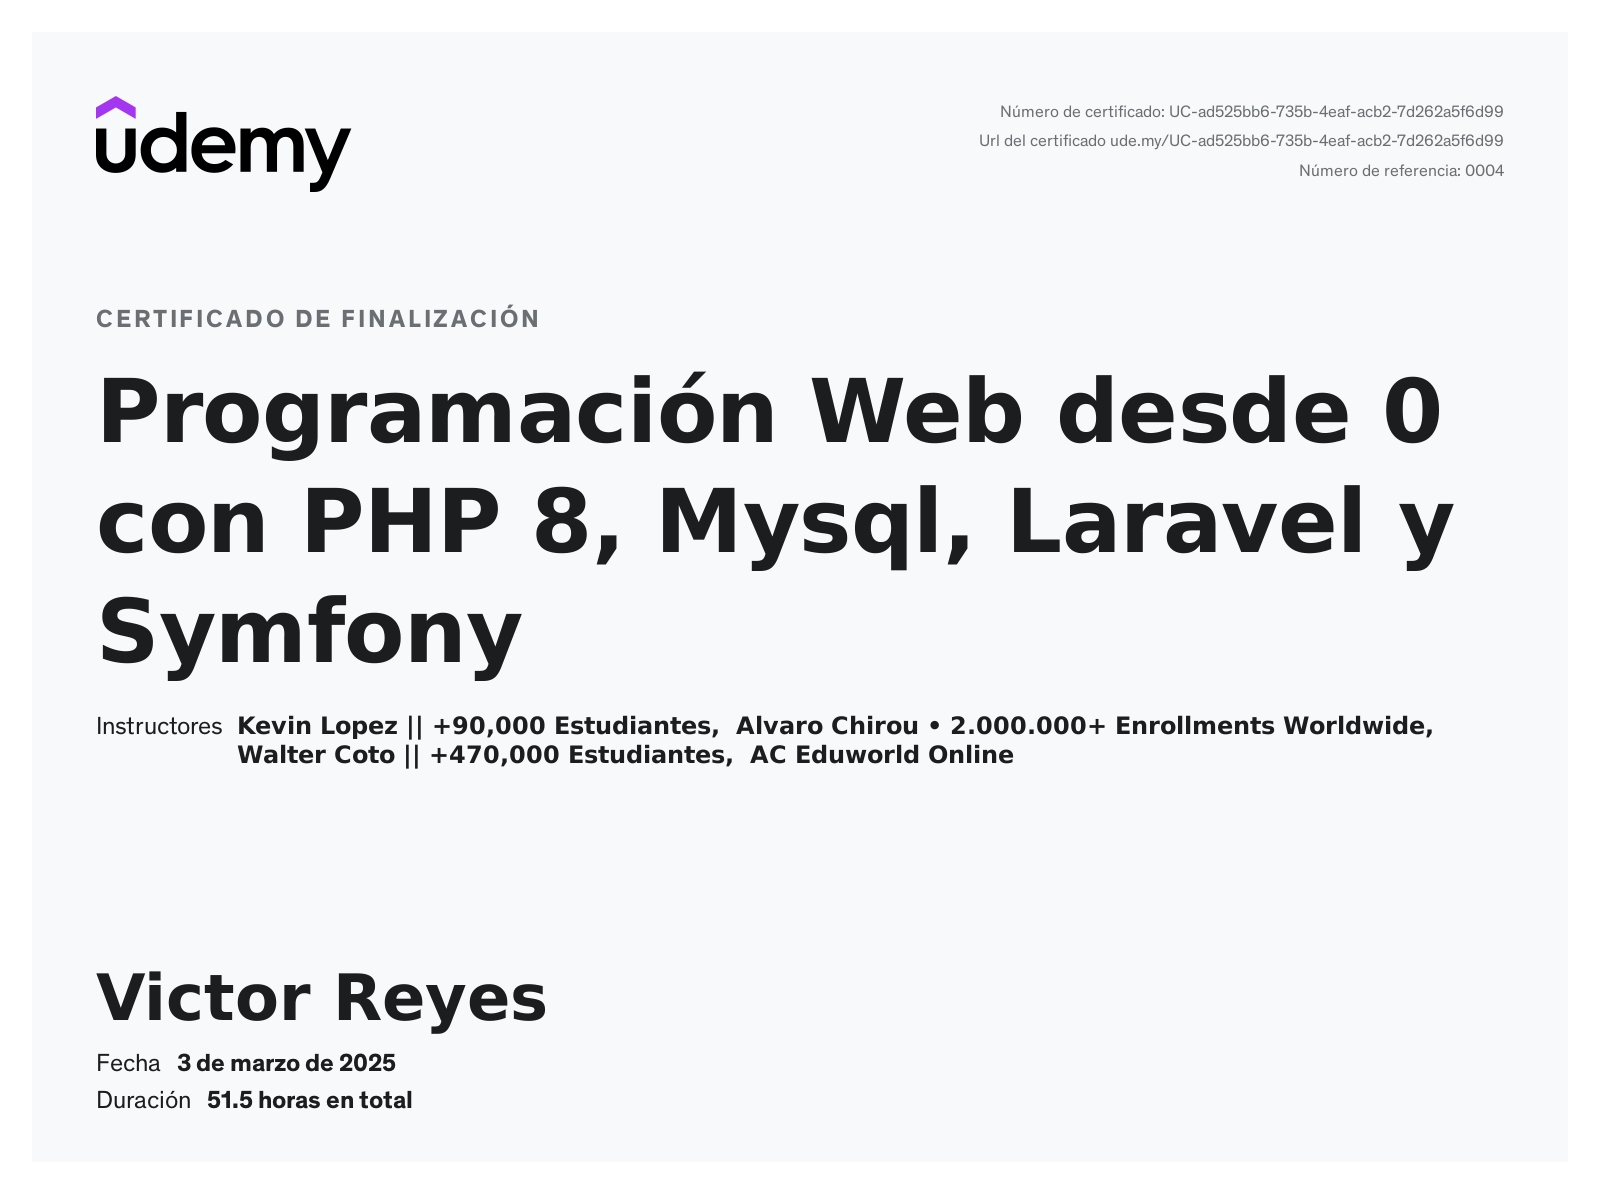 udemy
Número de certificado: UC-ad525bb6-735b-4eaf-acb2-7d262a5f6d99
Url del certificado ude.my/UC-ad525bb6-735b-4eaf-acb2-7d262a5f6d99
Número de referencia: 0004
CERTIFICADO DE FINALIZACIÓN
Programación Web desde 0
con PHP 8, Mysql, Laravel y
Symfony
Instructores Kevin Lopez || +90,000 Estudiantes, Alvaro Chirou • 2.000.000+ Enrollments Worldwide,
Walter Coto || +470,000 Estudiantes, AC Eduworld Online
Victor Reyes
Fecha 3 de marzo de 2025
Duración 51.5 horas en total